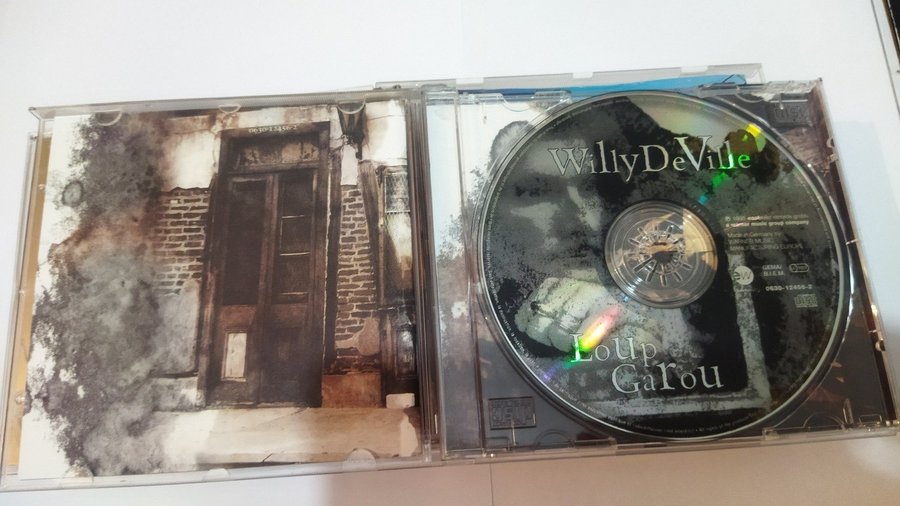 0630-12456-2
Willy DeVille
℗ 1995 eastwest records gmbh
a warner music group company
Made in Germany by
WARNER MUSIC
MANUFACTURING EUROPE
ew
GEMA/
B.I.E.M.
0630-12456-2
Loup
Garou